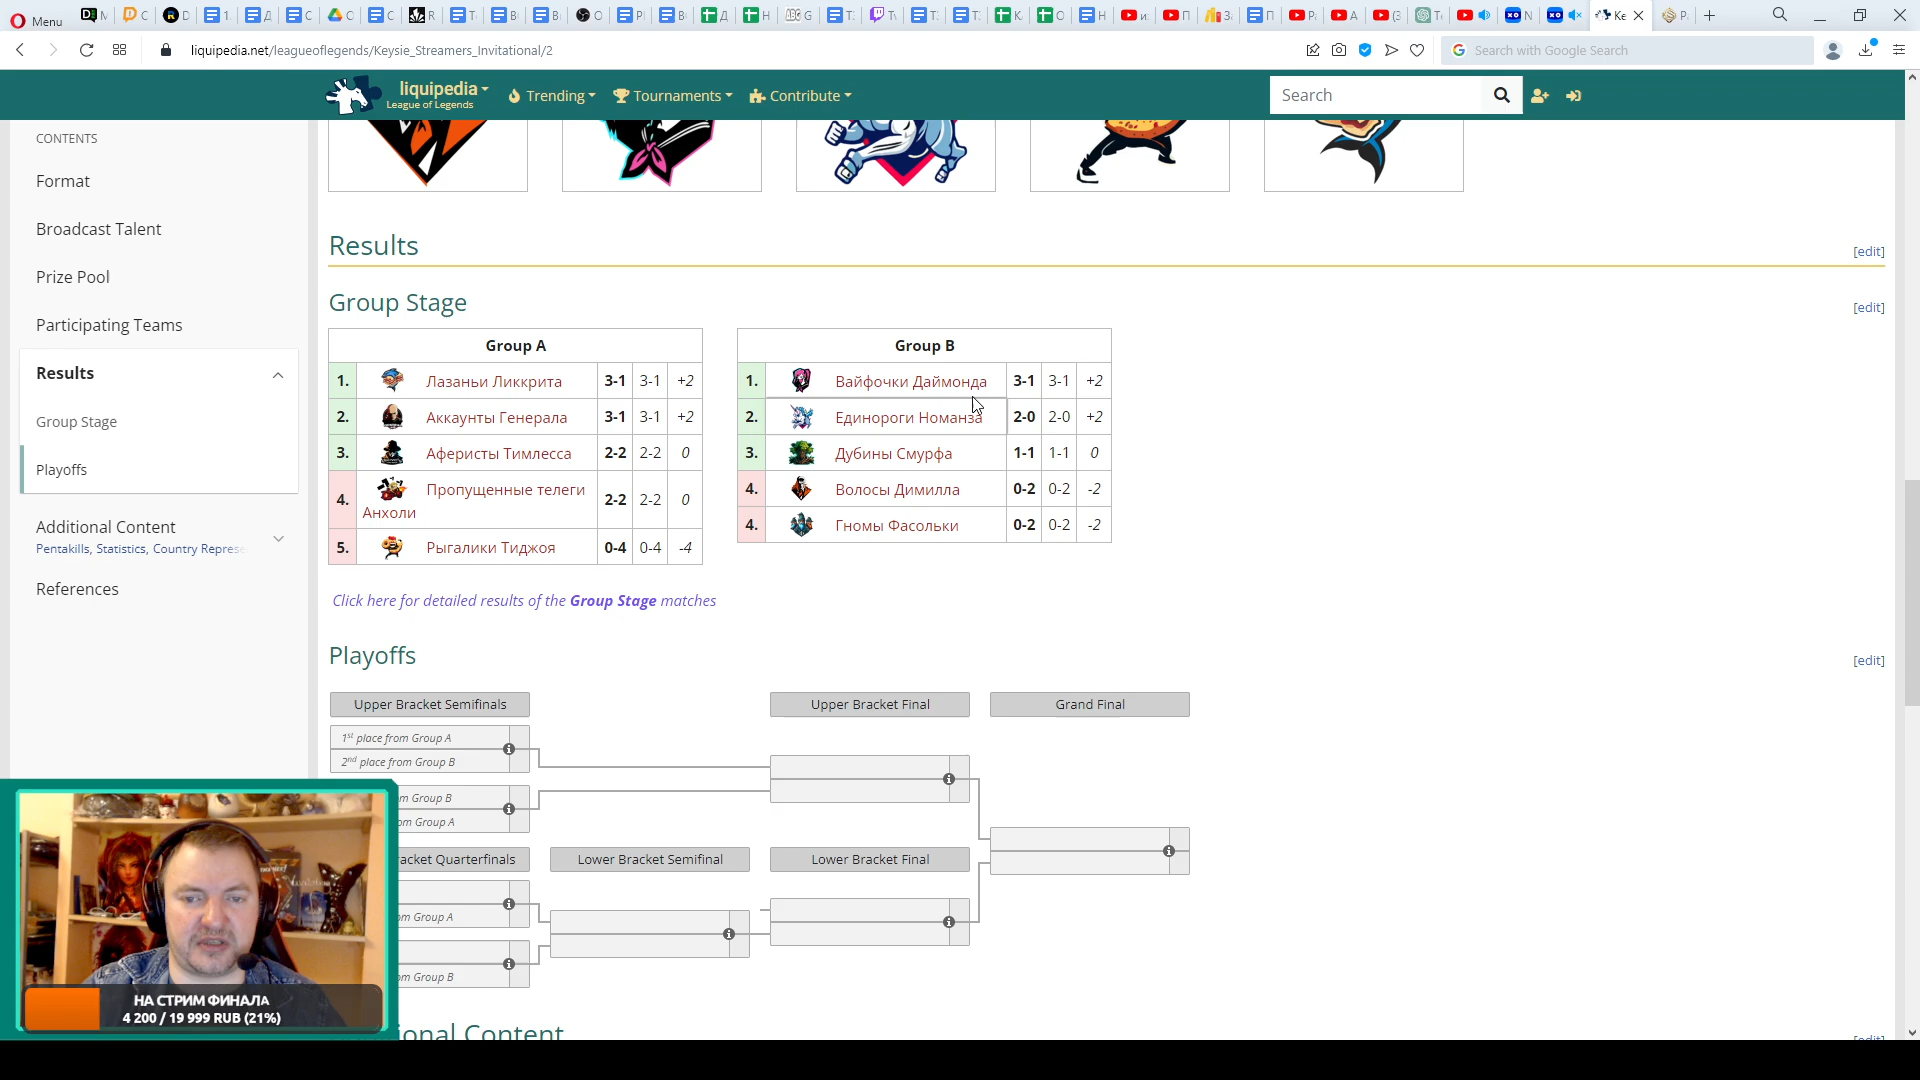 Menu
liquipedia.net/leagueoflegends/Keysie_Streamers_Invitational/2
Search with Google Search
liquipedia
League of Legends
Trending
Tournaments
Contribute
Search
CONTENTS
Format
Broadcast Talent
Prize Pool
Participating Teams
Results
Group Stage
Playoffs
Additional Content
Pentakills, Statistics, Country Represe
References
Results
[edit]
Group Stage
[edit]
Group A
1. Лазаньи Ликкрита 3-1 3-1 +2
2. Аккаунты Генерала 3-1 3-1 +2
3. Аферисты Тимлесса 2-2 2-2 0
4. Пропущенные телеги
Анхоли 2-2 2-2 0
5. Рыгалики Тиджоя 0-4 0-4 -4
Group B
1. Вайфочки Даймонда 3-1 3-1 +2
2. Единороги Номанза 2-0 2-0 +2
3. Дубины Смурфа 1-1 1-1 0
4. Волосы Димилла 0-2 0-2 -2
4. Гномы Фасольки 0-2 0-2 -2
Click here for detailed results of the Group Stage matches
Playoffs
[edit]
Upper Bracket Semifinals
Upper Bracket Final
Grand Final
1st place from Group A
2nd place from Group B
om Group B
om Group A
acket Quarterfinals
Lower Bracket Semifinal
Lower Bracket Final
om Group A
om Group B
ional Content
[edit]
НА СТРИМ ФИНАЛА
4 200 / 19 999 RUB (21%)